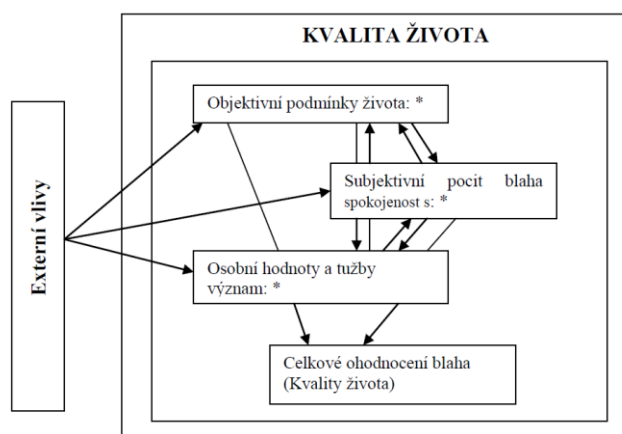 KVALITA ŽIVOTA
Externí vlivy
Objektivní podmínky života: *
Subjektivní pocit blaha
spokojenost s: *
Osobní hodnoty a tužby
význam: *
Celkové ohodnocení blaha
(Kvality života)